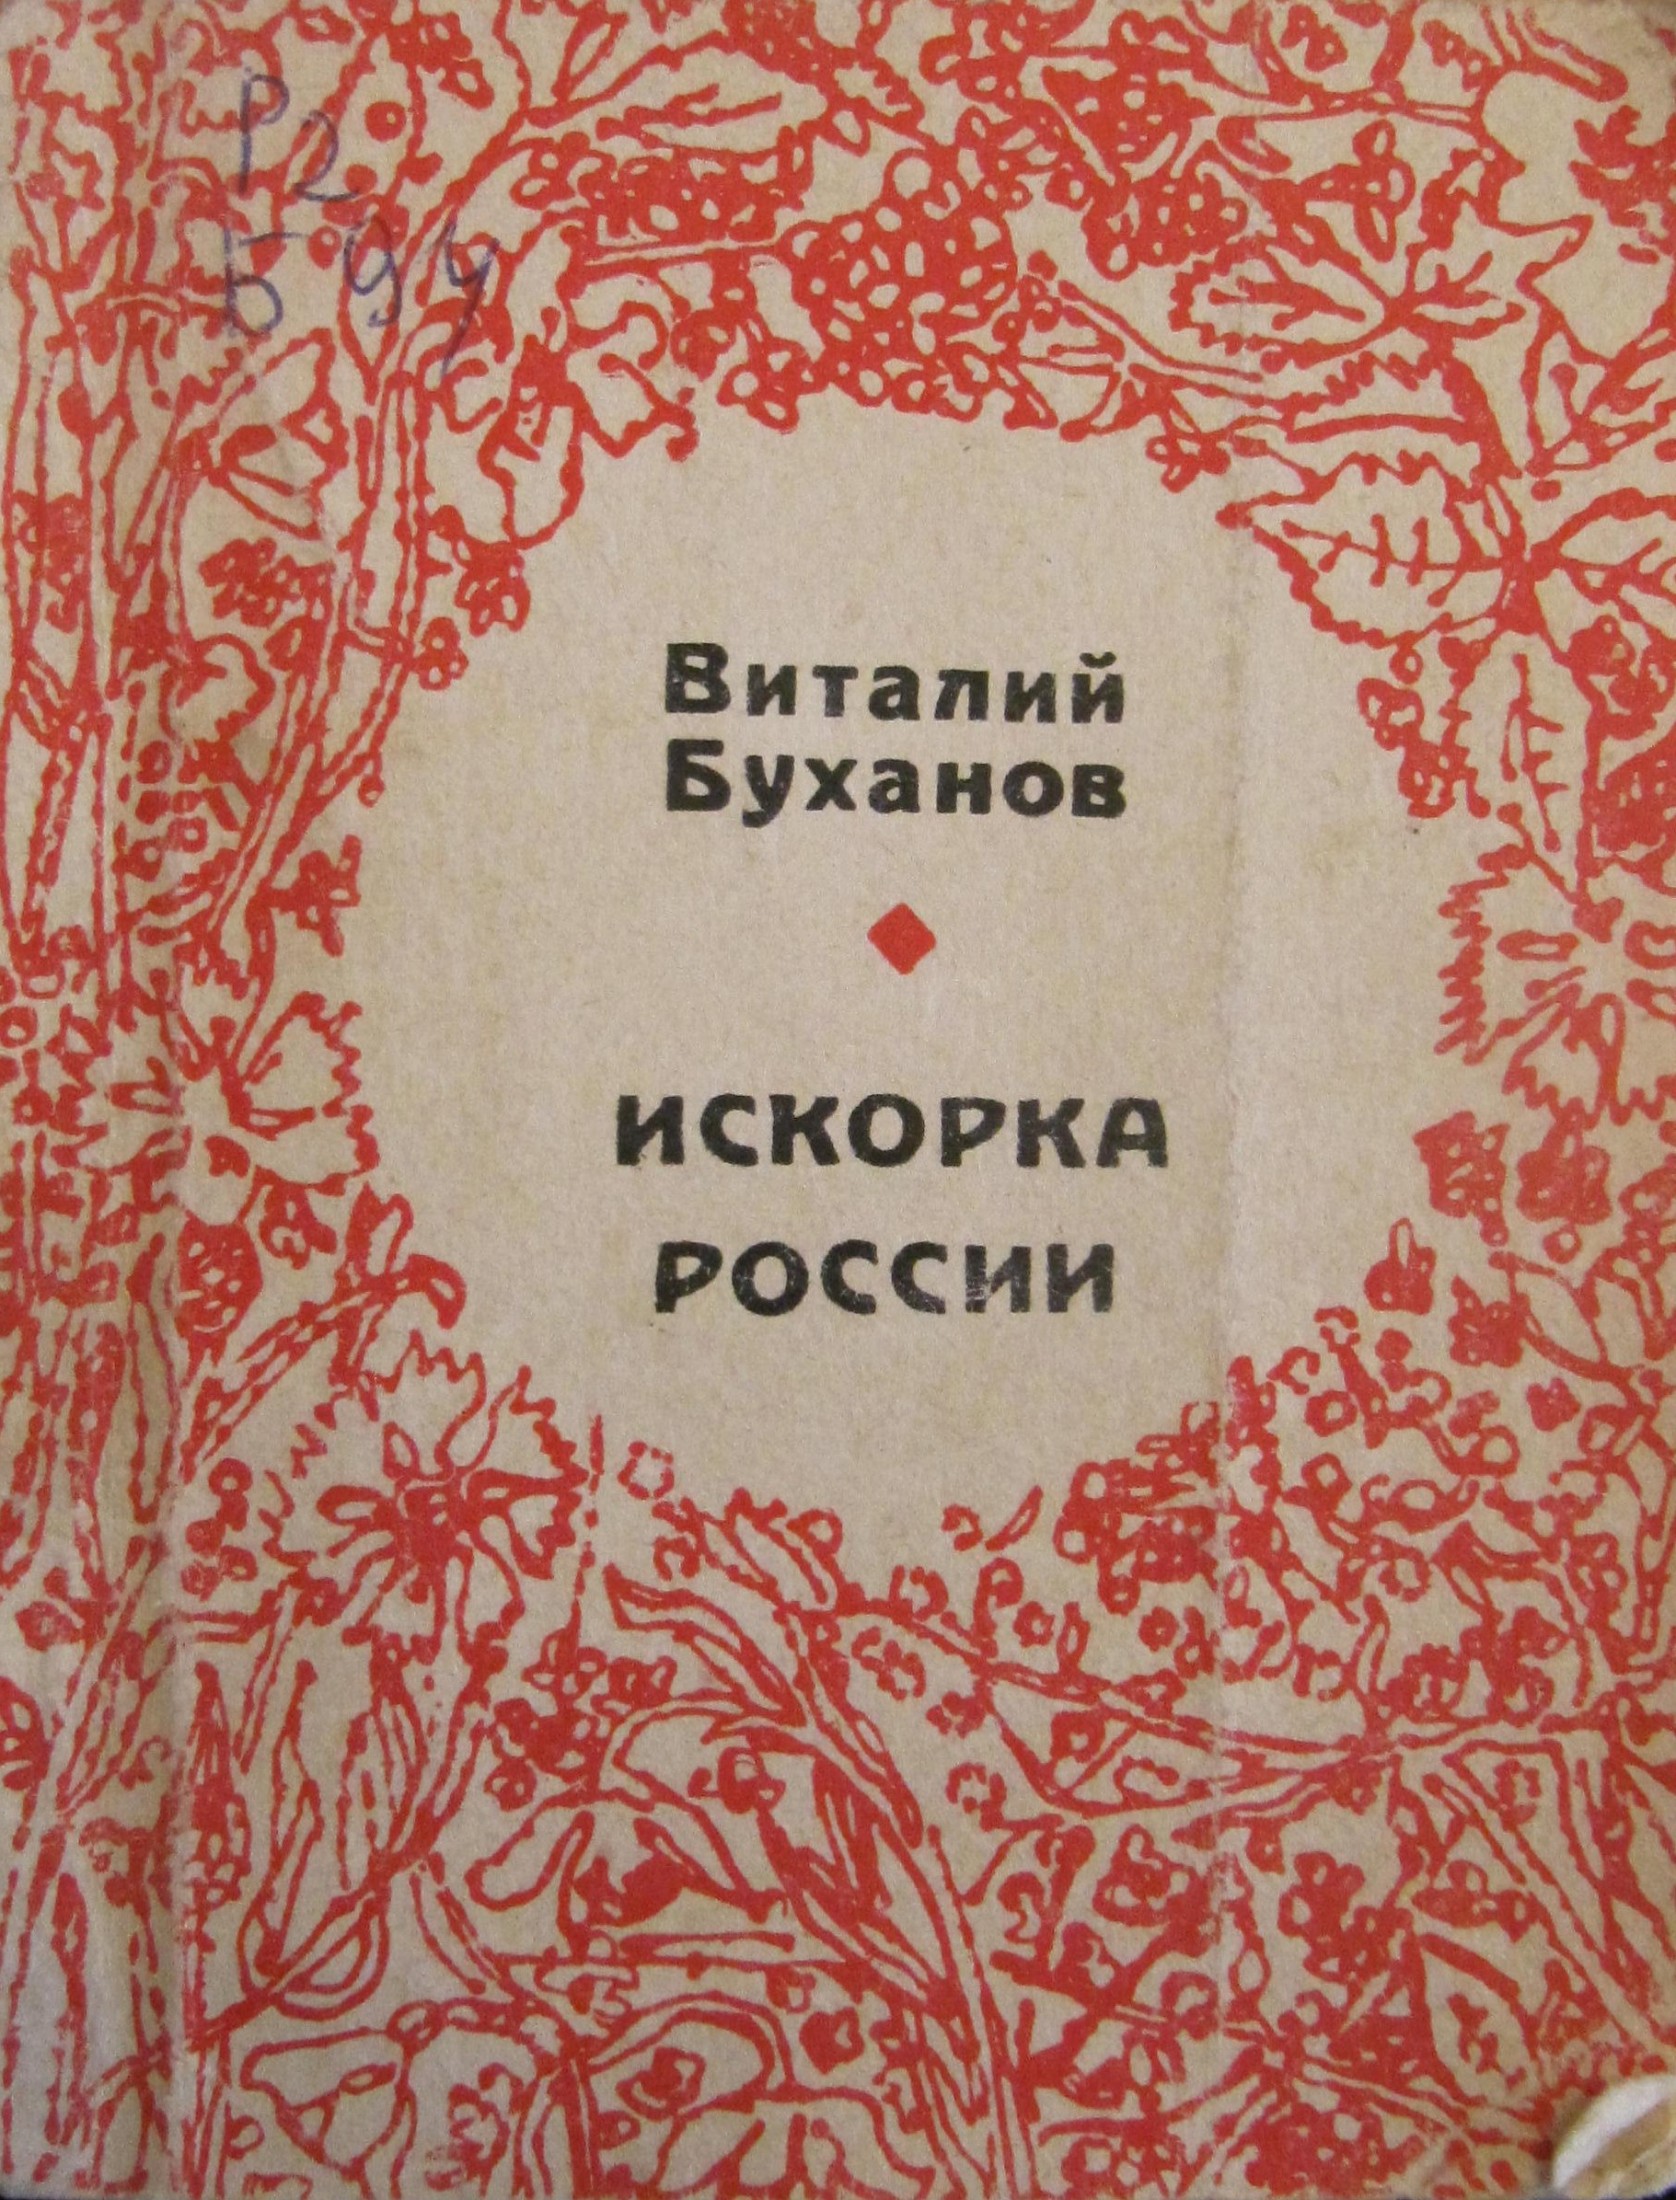 Р2
Б 94
Виталий
Буханов
ИСКОРКА
РОССИИ